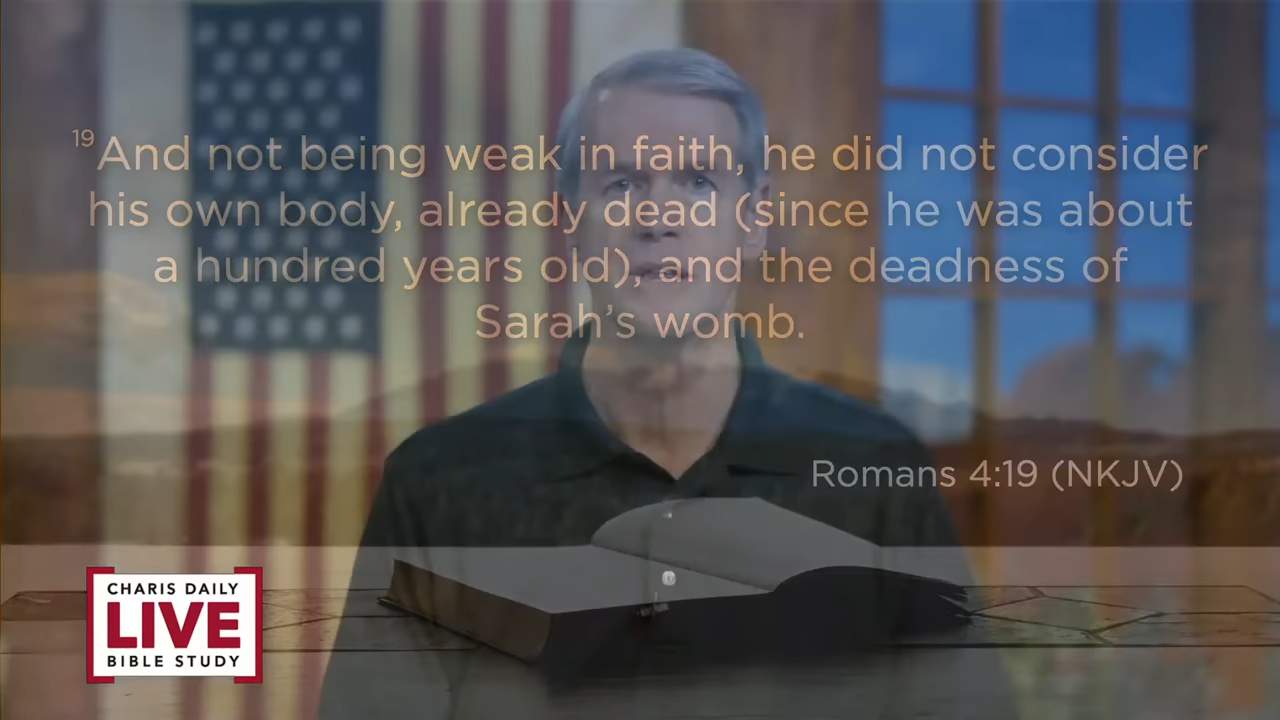 19And not being weak in faith, he did not consider
his own body, already dead (since he was about
a hundred years old), and the deadness of
Sarah’s womb.
Romans 4:19 (NKJV)
CHARIS DAILY
LIVE
BIBLE STUDY